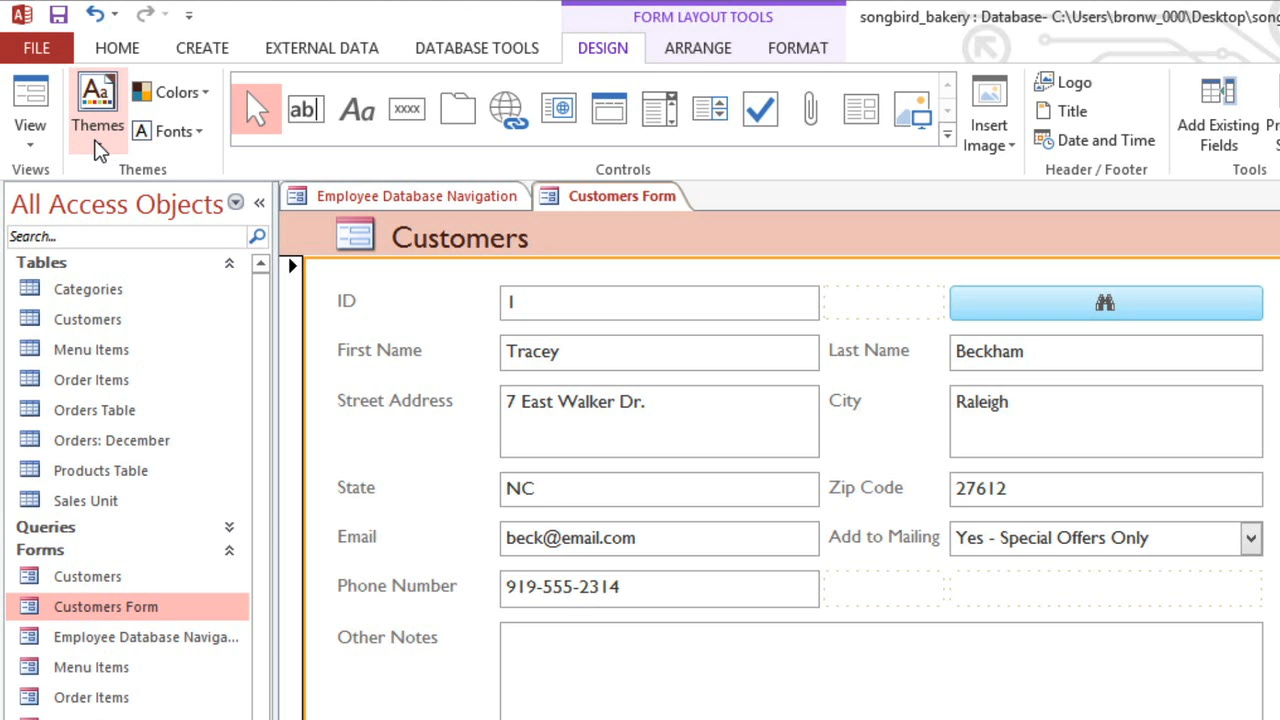 FORM LAYOUT TOOLS
songbird_bakery : Database- C:\Users\bronw_000\Desktop\song
FILE HOME CREATE EXTERNAL DATA DATABASE TOOLS DESIGN ARRANGE FORMAT
View
Views
Aa
Themes
Colors
A Fonts
Themes
ab
Aa
xxxx
Controls
Insert
Image
Logo
Title
Date and Time
Header / Footer
Add Existing
Fields
Tools
All Access Objects
Search...
Tables
Categories
Customers
Menu Items
Order Items
Orders Table
Orders: December
Products Table
Sales Unit
Queries
Forms
Customers
Customers Form
Employee Database Naviga...
Menu Items
Order Items
Employee Database Navigation
Customers Form
Customers
ID 1
First Name Tracey Last Name Beckham
Street Address 7 East Walker Dr. City Raleigh
State NC Zip Code 27612
Email beck@email.com Add to Mailing Yes - Special Offers Only
Phone Number 919-555-2314
Other Notes